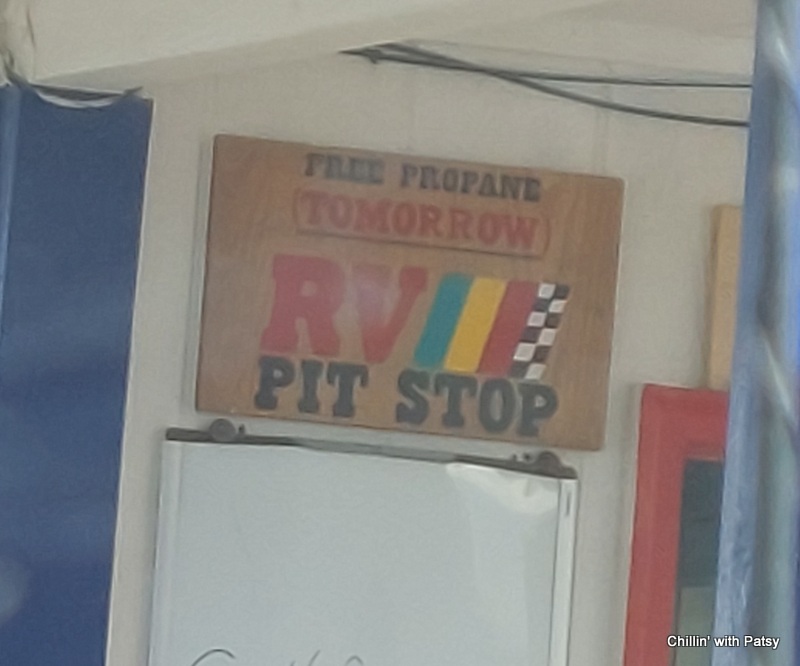 FREE PROPANE
(TOMORROW)
RV
PIT STOP
Chillin' with Patsy